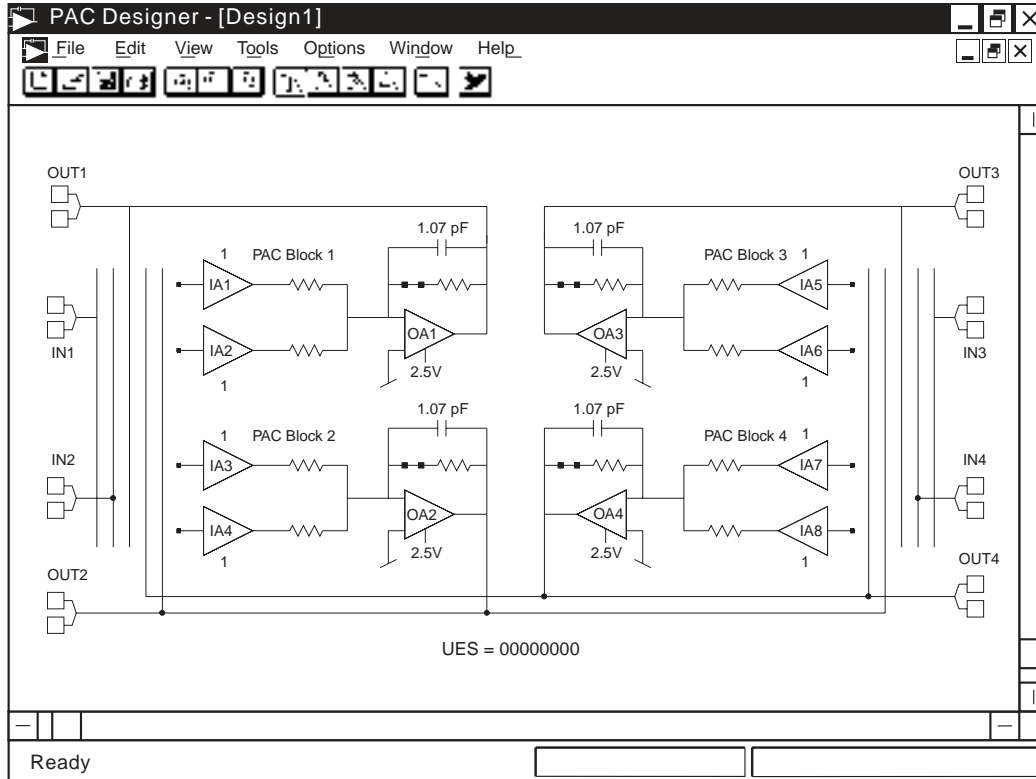 PAC Designer - [Design1]
File Edit View Tools Options Window Help
OUT1
OUT3
1.07 pF
1.07 pF
1
PAC Block 1
PAC Block 3
1
IA1
IA5
OA1
OA3
IN1
IA2
IA6
IN3
2.5V
2.5V
1
1
1.07 pF
1.07 pF
1
PAC Block 2
PAC Block 4
1
IN2
IA3
IA7
IN4
OA2
OA4
IA4
IA8
2.5V
2.5V
1
1
OUT2
OUT4
UES = 00000000
Ready